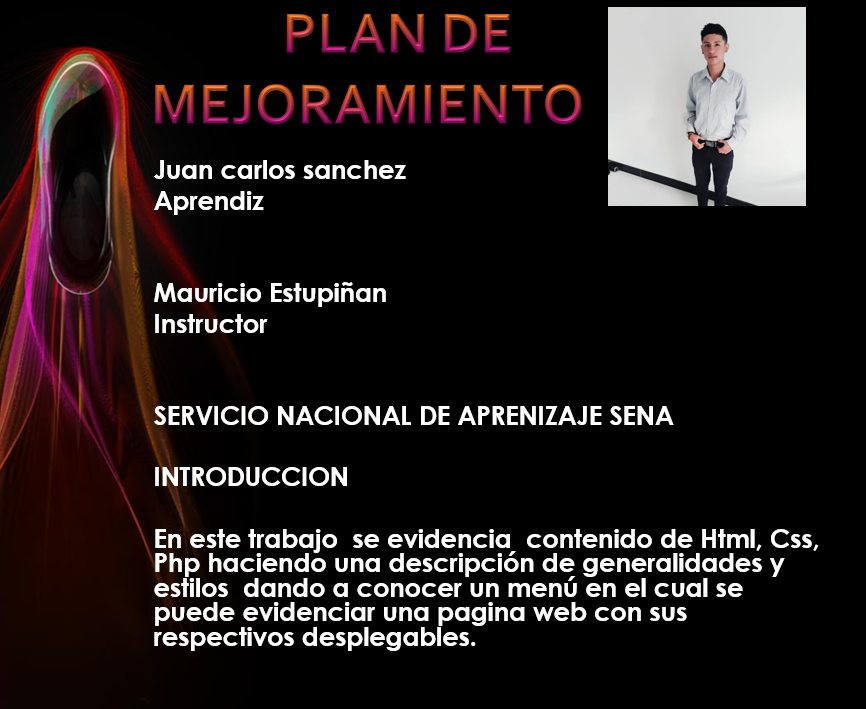 PLAN DE
MEJORAMIENTO
Juan carlos sanchez
Aprendiz
Mauricio Estupiñan
Instructor
SERVICIO NACIONAL DE APRENIZAJE SENA
INTRODUCCION
En este trabajo  se evidencia  contenido de Html, Css,
Php haciendo una descripción de generalidades y
estilos  dando a conocer un menú en el cual se
puede evidenciar una pagina web con sus
respectivos desplegables.